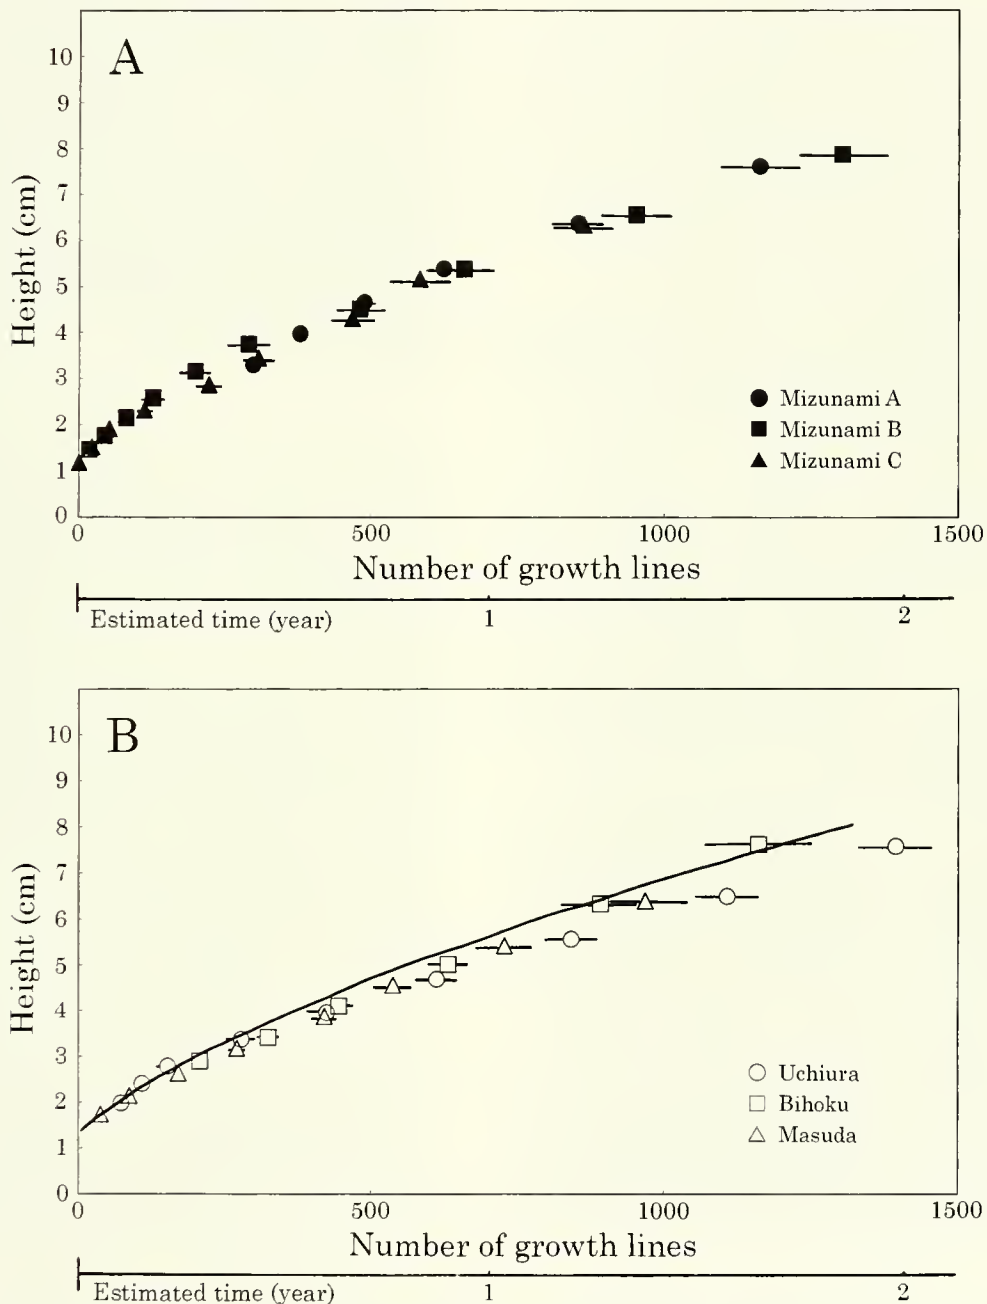 A
10
9
8
7
6
5
4
3
2
1
0
Height (cm)
Mizunami A
Mizunami B
Mizunami C
0 500 1000 1500
Number of growth lines
Estimated time (year) 1 2
B
10
9
8
7
6
5
4
3
2
1
0
Height (cm)
Uchiura
Bihoku
Masuda
0 500 1000 1500
Number of growth lines
Estimated time (year) 1 2